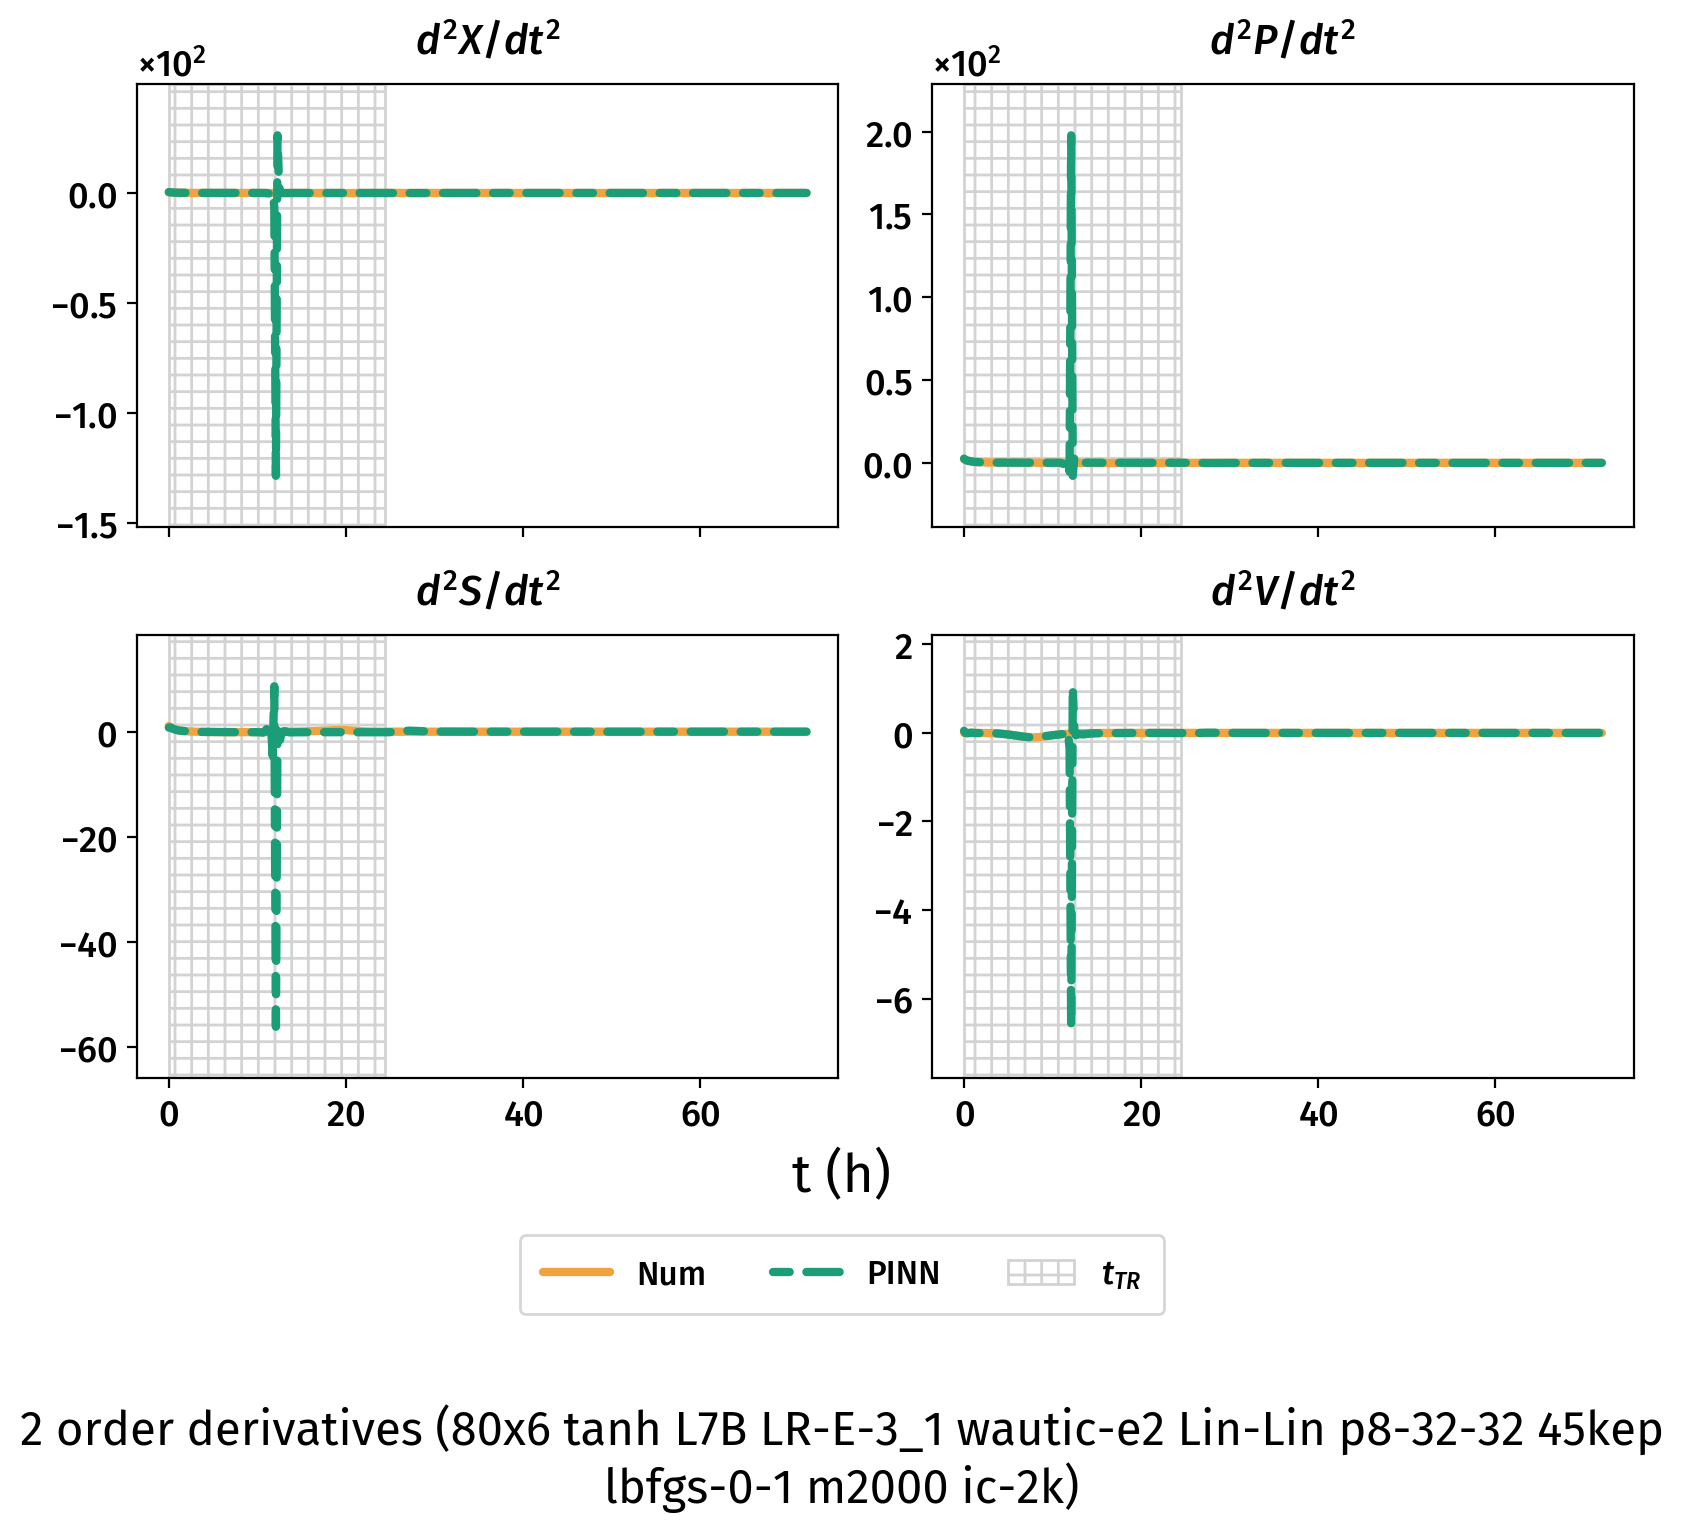 d²X/dt²
×10²
0.0
−0.5
−1.0
−1.5
d²P/dt²
×10²
2.0
1.5
1.0
0.5
0.0
d²S/dt²
0
−20
−40
−60
0 20 40 60
d²V/dt²
2
0
−2
−4
−6
0 20 40 60
t (h)
Num PINN t_TR
2 order derivatives (80x6 tanh L7B LR-E-3_1 wautic-e2 Lin-Lin p8-32-32 45kep
lbfgs-0-1 m2000 ic-2k)